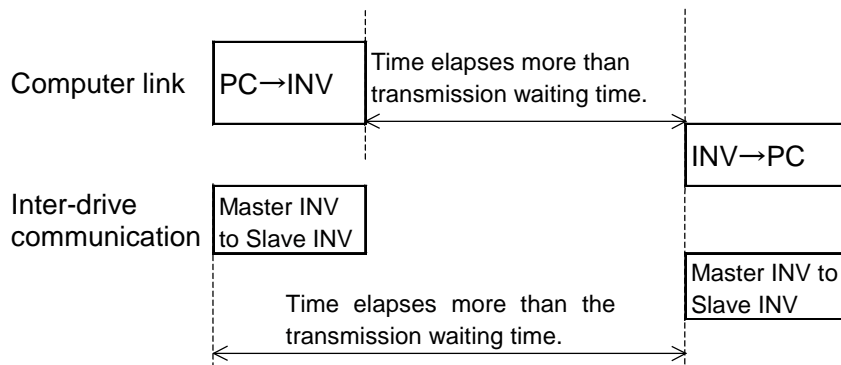 Computer link
PC→INV
Time elapses more than
transmission waiting time.
INV→PC
Inter-drive
communication
Master INV
to Slave INV
Master INV to
Slave INV
Time elapses more than the
transmission waiting time.